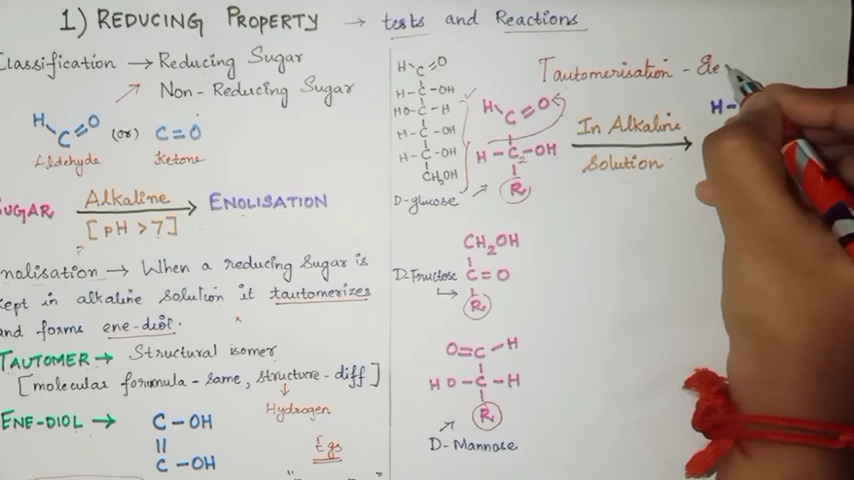 1) REDUCING PROPERTY → tests and Reactions
Classification → Reducing Sugar
Non-Reducing Sugar
H
C=O (or) C=O
Aldehyde Ketone
SUGAR Alkaline → ENOLISATION
[pH > 7]
?
Enolisation → When a reducing Sugar is
kept in alkaline solution it tautomerizes
and forms ene-diol.
TAUTOMER → Structural isomer
[molecular formula - same, structure - diff]
Hydrogen
ENE-DIOL → C-OH
||
C-OH
Egs
H C=O
H-C-OH
HO-C-H
H-C-OH
H-C-OH
CH2OH
D-glucose
H C=O
H-C2-OH
R
In Alkaline
Solution
Tautomerisation - Ee
H-
CH2OH
D-Fructose C=O
R
O=C-H
HO-C-H
R
D-Mannose